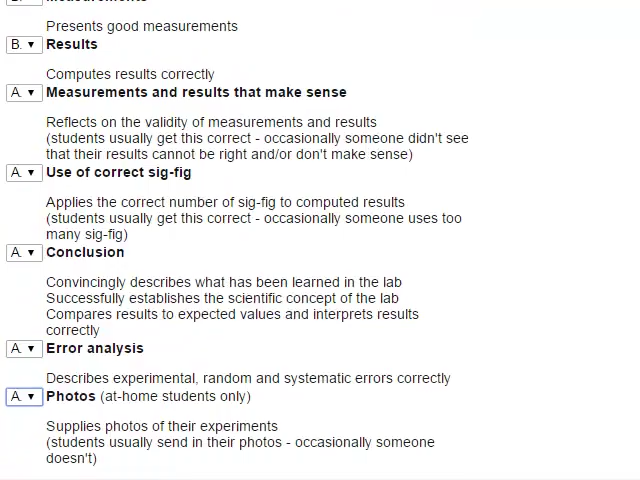 Presents good measurements
B. ▼ Results
Computes results correctly
A. ▼ Measurements and results that make sense
Reflects on the validity of measurements and results
(students usually get this correct - occasionally someone didn't see
that their results cannot be right and/or don't make sense)
A. ▼ Use of correct sig-fig
Applies the correct number of sig-fig to computed results
(students usually get this correct - occasionally someone uses too
many sig-fig)
A. ▼ Conclusion
Convincingly describes what has been learned in the lab
Successfully establishes the scientific concept of the lab
Compares results to expected values and interprets results
correctly
A. ▼ Error analysis
Describes experimental, random and systematic errors correctly
A. ▼ Photos (at-home students only)
Supplies photos of their experiments
(students usually send in their photos - occasionally someone
doesn't)